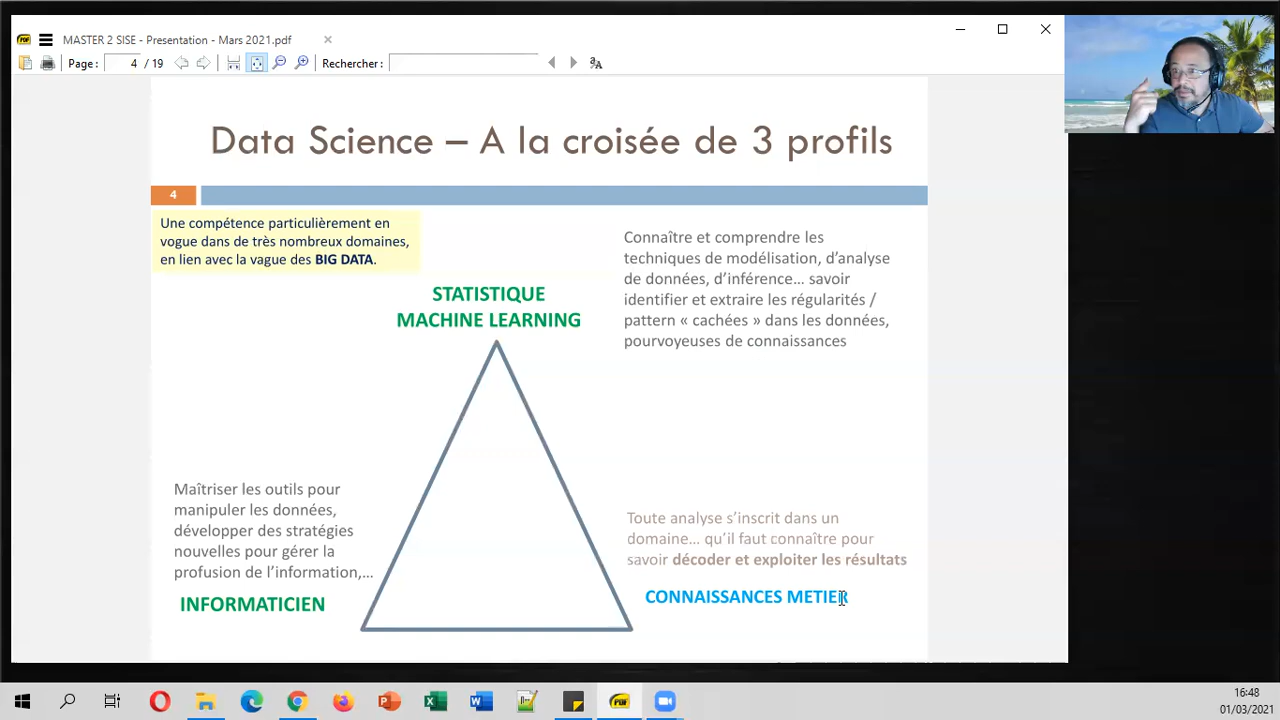 MASTER 2 SISE - Presentation - Mars 2021.pdf
Page: 4 / 19 Rechercher:
Data Science – A la croisée de 3 profils
4
Une compétence particulièrement en
vogue dans de très nombreux domaines,
en lien avec la vague des BIG DATA.
Connaître et comprendre les
techniques de modélisation, d’analyse
de données, d’inférence… savoir
identifier et extraire les régularités /
pattern « cachées » dans les données,
pourvoyeuses de connaissances
STATISTIQUE
MACHINE LEARNING
Maîtriser les outils pour
manipuler les données,
développer des stratégies
nouvelles pour gérer la
profusion de l’information,…
INFORMATICIEN
Toute analyse s’inscrit dans un
domaine… qu’il faut connaître pour
savoir décoder et exploiter les résultats
CONNAISSANCES METIER
16:48
01/03/2021